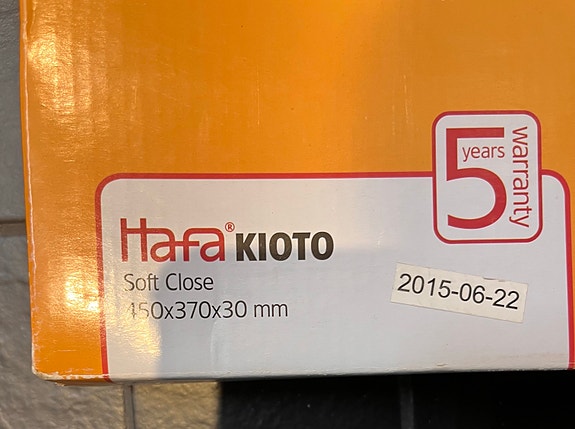 5 years warranty
Hafa® KIOTO
Soft Close
450x370x30 mm
2015-06-22